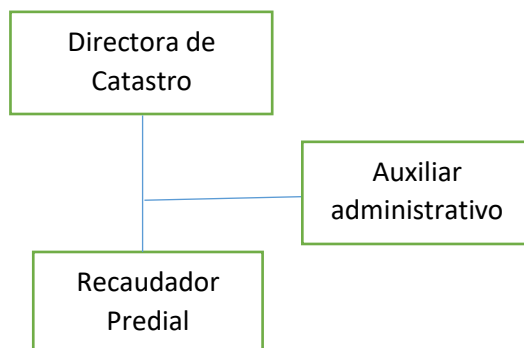 Directora de
Catastro
Auxiliar
administrativo
Recaudador
Predial